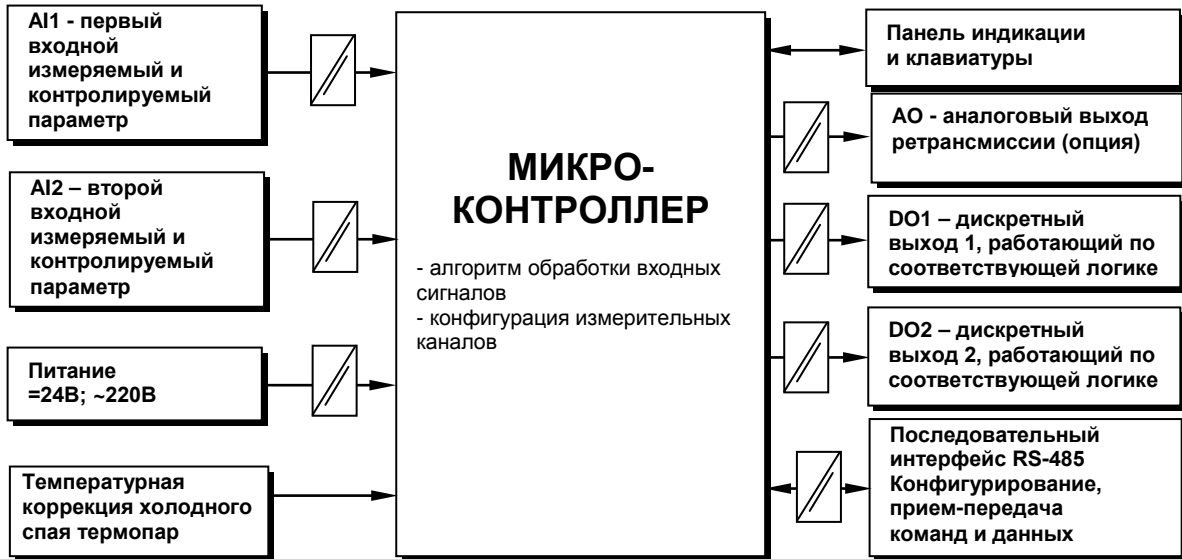 AI1 - первый
входной
измеряемый и
контролируемый
параметр
AI2 – второй
входной
измеряемый и
контролируемый
параметр
Питание
=24В; ~220В
Температурная
коррекция холодного
спая термопар
МИКРО-
КОНТРОЛЛЕР
- алгоритм обработки входных
сигналов
- конфигурация измерительных
каналов
Панель индикации
и клавиатуры
АО - аналоговый выход
ретрансмиссии (опция)
DO1 – дискретный
выход 1, работающий по
соответствующей логике
DO2 – дискретный
выход 2, работающий по
соответствующей логике
Последовательный
интерфейс RS-485
Конфигурирование,
прием-передача
команд и данных